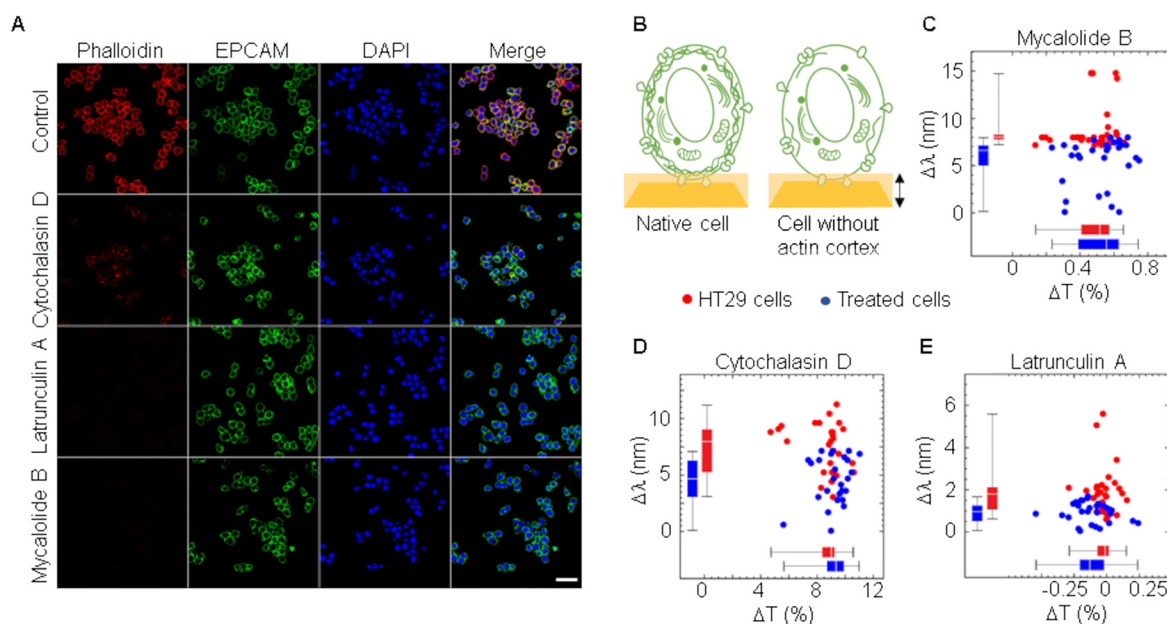 A
Phalloidin EPCAM DAPI Merge
Control
Cytochalasin D
Latrunculin A
Mycalolide B
B
Native cell
Cell without
actin cortex
HT29 cells
Treated cells
C
Mycalolide B
Δλ (nm)
15
10
5
0
0 0.4 0.8
ΔT (%)
D
Cytochalasin D
Δλ (nm)
10
5
0
0 4 8 12
ΔT (%)
E
Latrunculin A
Δλ (nm)
6
4
2
0
-0.25 0 0.25
ΔT (%)